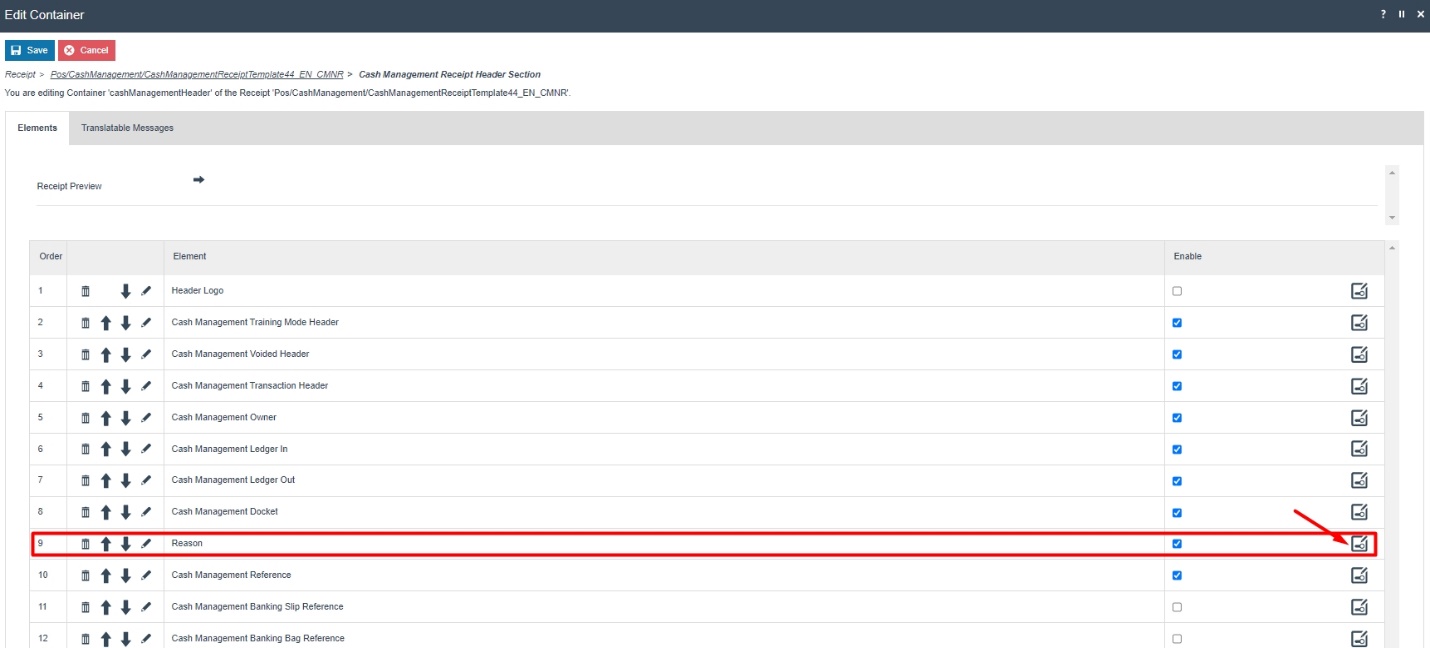 Edit Container
?
Save
Cancel
Receipt > Pos/CashManagement/CashManagementReceiptTemplate44_EN_CMNR > Cash Management Receipt Header Section
You are editing Container 'cashManagementHeader' of the Receipt 'Pos/CashManagement/CashManagementReceiptTemplate44_EN_CMNR'.
Elements Translatable Messages
Receipt Preview
Order Element Enable
1 Header Logo
2 Cash Management Training Mode Header
3 Cash Management Voided Header
4 Cash Management Transaction Header
5 Cash Management Owner
6 Cash Management Ledger In
7 Cash Management Ledger Out
8 Cash Management Docket
9 Reason
10 Cash Management Reference
11 Cash Management Banking Slip Reference
12 Cash Management Banking Bag Reference